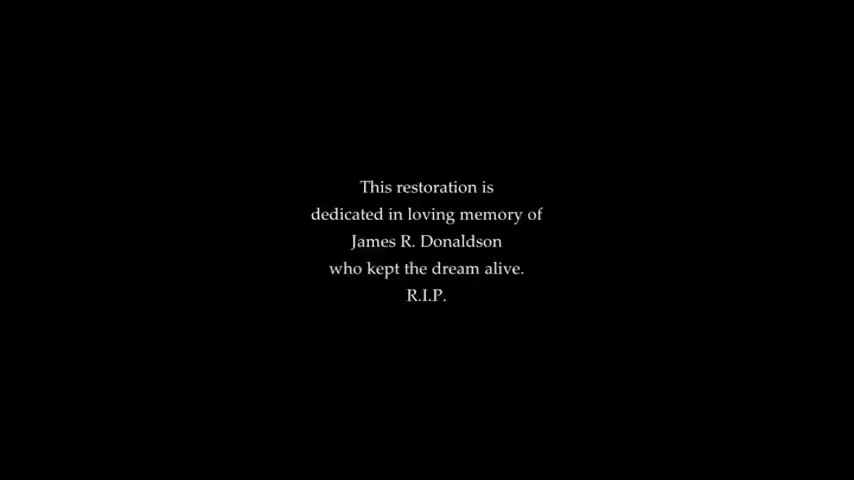 This restoration is
dedicated in loving memory of
James R. Donaldson
who kept the dream alive.
R.I.P.